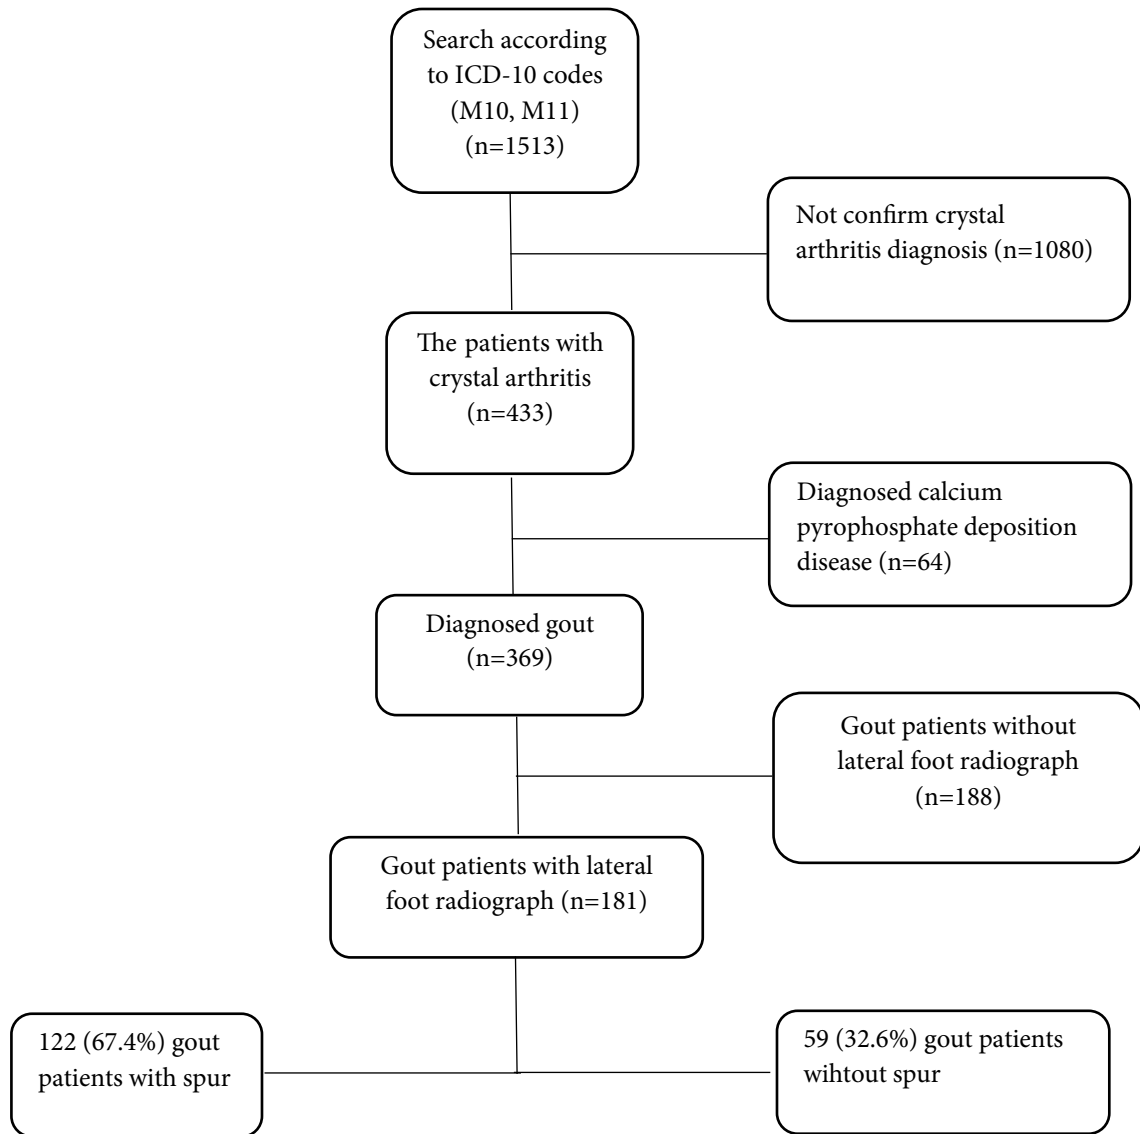 Search according
to ICD-10 codes
(M10, M11)
(n=1513)
Not confirm crystal
arthritis diagnosis (n=1080)
The patients with
crystal arthritis
(n=433)
Diagnosed calcium
pyrophosphate deposition
disease (n=64)
Diagnosed gout
(n=369)
Gout patients without
lateral foot radiograph
(n=188)
Gout patients with lateral
foot radiograph (n=181)
122 (67.4%) gout
patients with spur
59 (32.6%) gout patients
wihtout spur